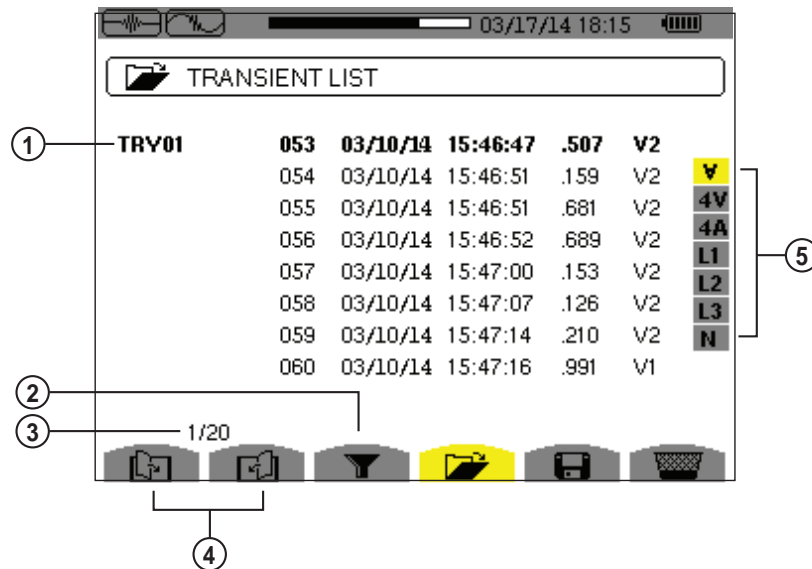 03/17/14 18:15
TRANSIENT LIST
1
TRY01 053 03/10/14 15:46:47 .507 V2
054 03/10/14 15:46:51 .159 V2
055 03/10/14 15:46:51 .681 V2
056 03/10/14 15:46:52 .689 V2
057 03/10/14 15:47:00 .153 V2
058 03/10/14 15:47:07 .126 V2
059 03/10/14 15:47:14 .210 V2
060 03/10/14 15:47:16 .991 V1
∀
4V
4A
L1
L2
L3
N
5
2
3
1/20
4